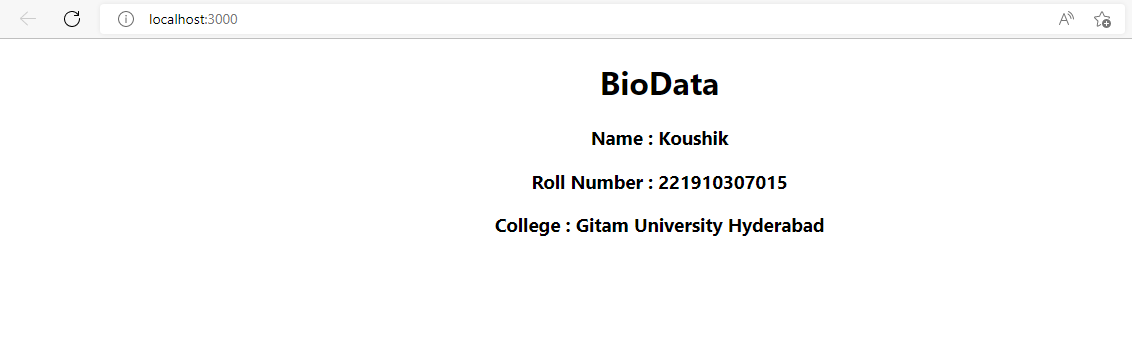 localhost:3000
BioData
Name : Koushik
Roll Number : 221910307015
College : Gitam University Hyderabad